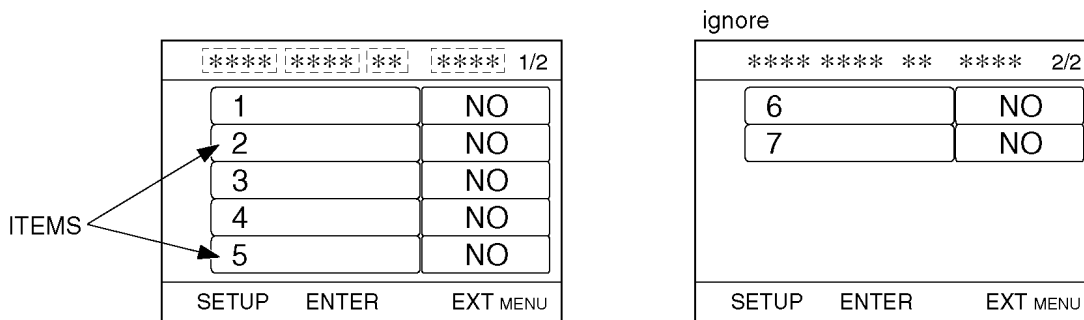 ignore
**** **** ** **** 1/2
1 NO
2 NO
3 NO
4 NO
5 NO
ITEMS
SETUP ENTER EXT MENU
**** **** ** **** 2/2
6 NO
7 NO
SETUP ENTER EXT MENU